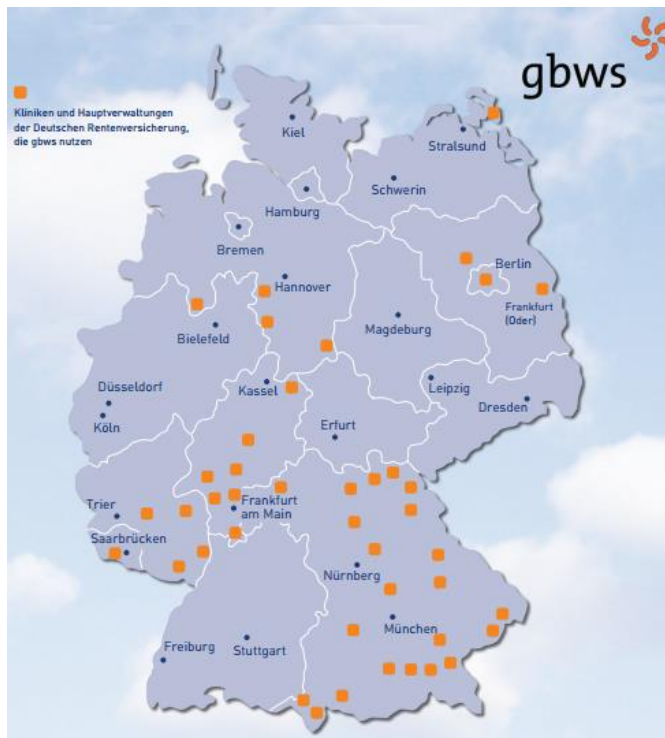 gbws
Kliniken und Hauptverwaltungen
der Deutschen Rentenversicherung,
die gbws nutzen
Kiel
Stralsund
Schwerin
Hamburg
Bremen
Berlin
Hannover
Frankfurt
(Oder)
Magdeburg
Bielefeld
Düsseldorf
Kassel
Leipzig
Köln
Dresden
Erfurt
Trier
Frankfurt
am Main
Saarbrücken
Nürnberg
München
Freiburg
Stuttgart